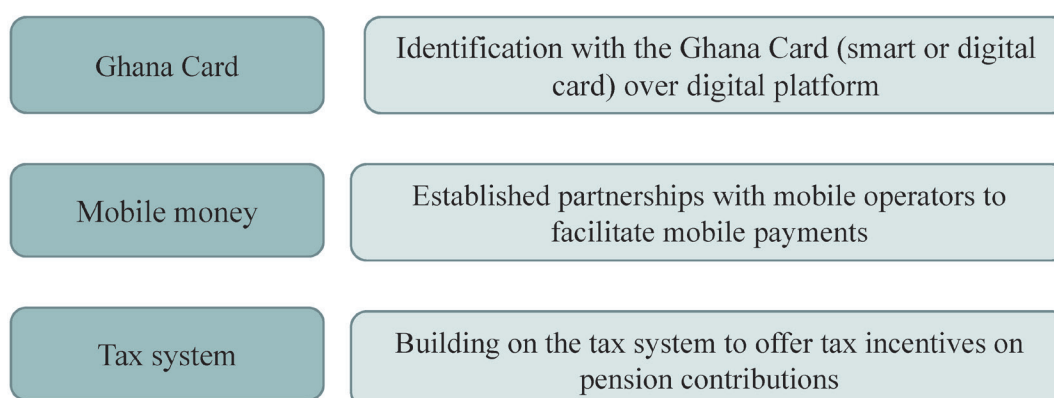 Ghana Card
Identification with the Ghana Card (smart or digital
card) over digital platform
Mobile money
Established partnerships with mobile operators to
facilitate mobile payments
Tax system
Building on the tax system to offer tax incentives on
pension contributions